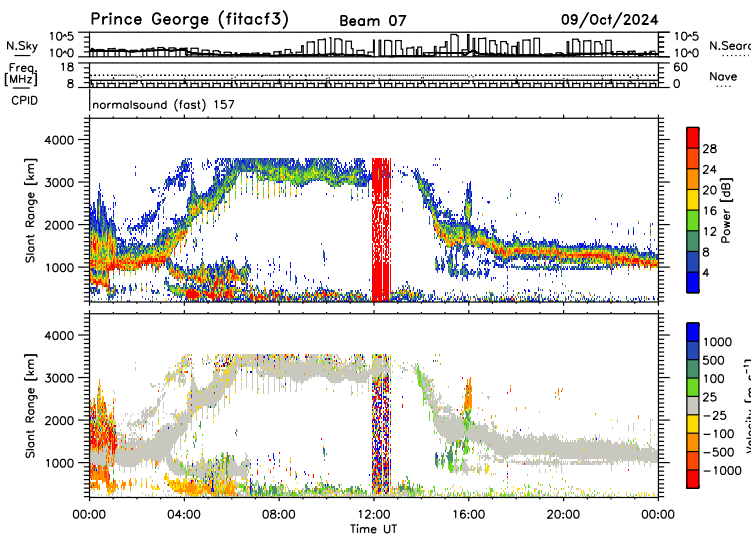 Prince George (fitacf3) Beam 07 09/Oct/2024
N.Sky 10^5 10^0 10^5 10^0 N.Searc
Freq. [MHz] 18 8 60 0 Nave
CPID normalsound (fast) 157
Slant Range [km] 4000 3000 2000 1000
28 24 20 16 12 8 4 Power [dB]
Slant Range [km] 4000 3000 2000 1000
1000 500 100 25 -25 -100 -500 -1000 Velocity [m s^-1]
00:00 04:00 08:00 12:00 16:00 20:00 00:00
Time UT